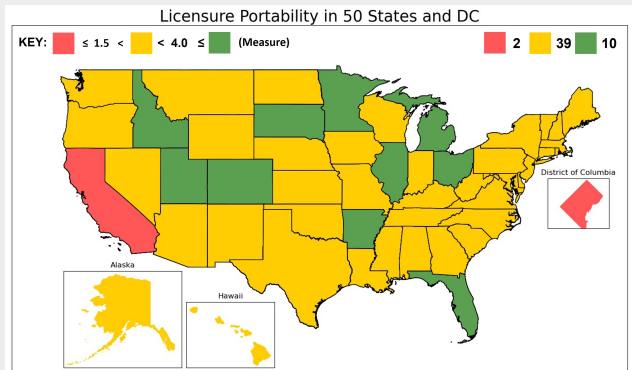 Licensure Portability in 50 States and DC
KEY: ≤ 1.5 < < 4.0 ≤ (Measure) 2 39 10
District of Columbia
Alaska
Hawaii